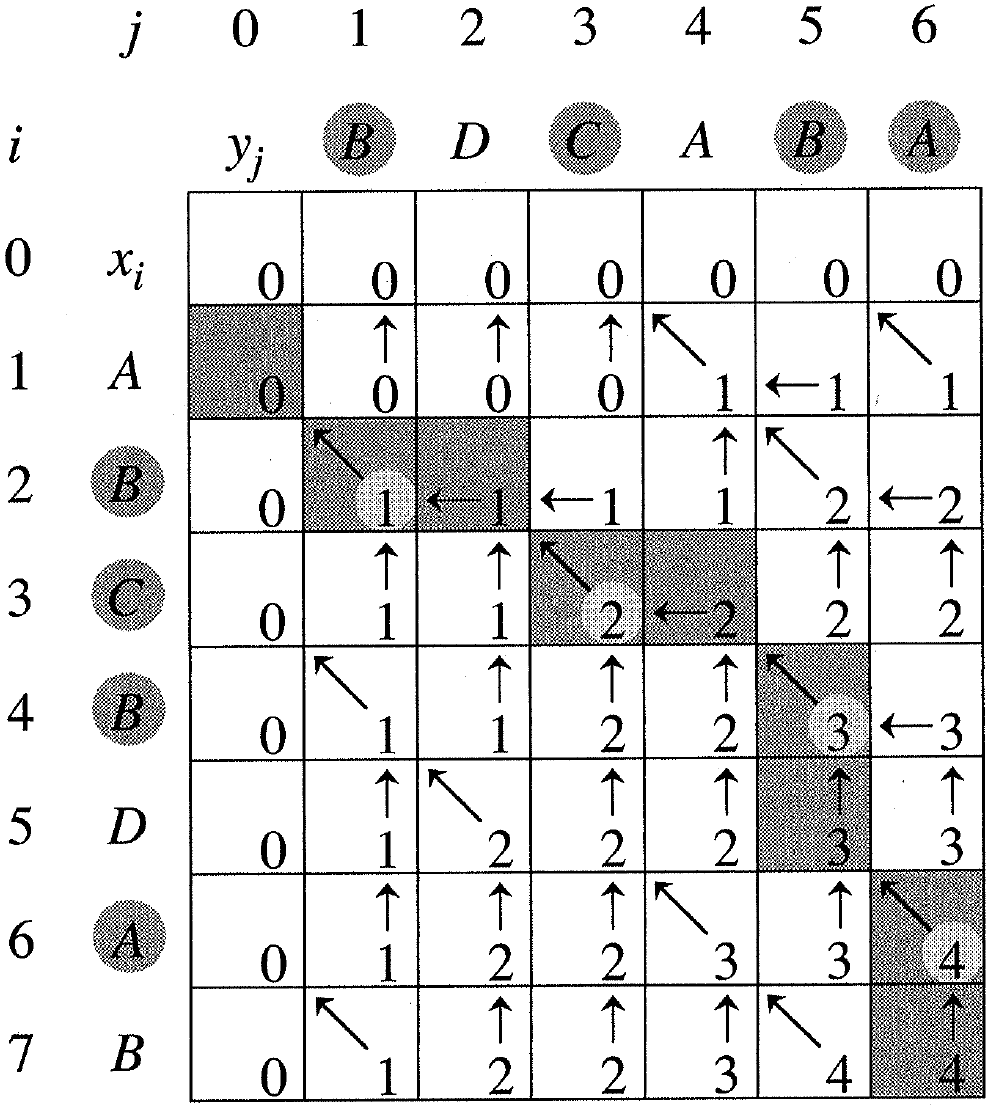 j 0 1 2 3 4 5 6
i yj B D C A B A
0 xi 0 0 0 0 0 0 0
1 A 0 ↑0 ↑0 ↑0 ↖1 ←1 ↖1
2 B 0 ↖1 ←1 ←1 ↑1 ↖2 ←2
3 C 0 ↑1 ↑1 ↖2 ←2 ↑2 ↑2
4 B 0 ↖1 ↑1 ↑2 ↑2 ↖3 ←3
5 D 0 ↑1 ↖2 ↑2 ↑2 ↑3 ↑3
6 A 0 ↑1 ↑2 ↑2 ↖3 ↑3 ↖4
7 B 0 ↖1 ↑2 ↑2 ↑3 ↖4 ↑4